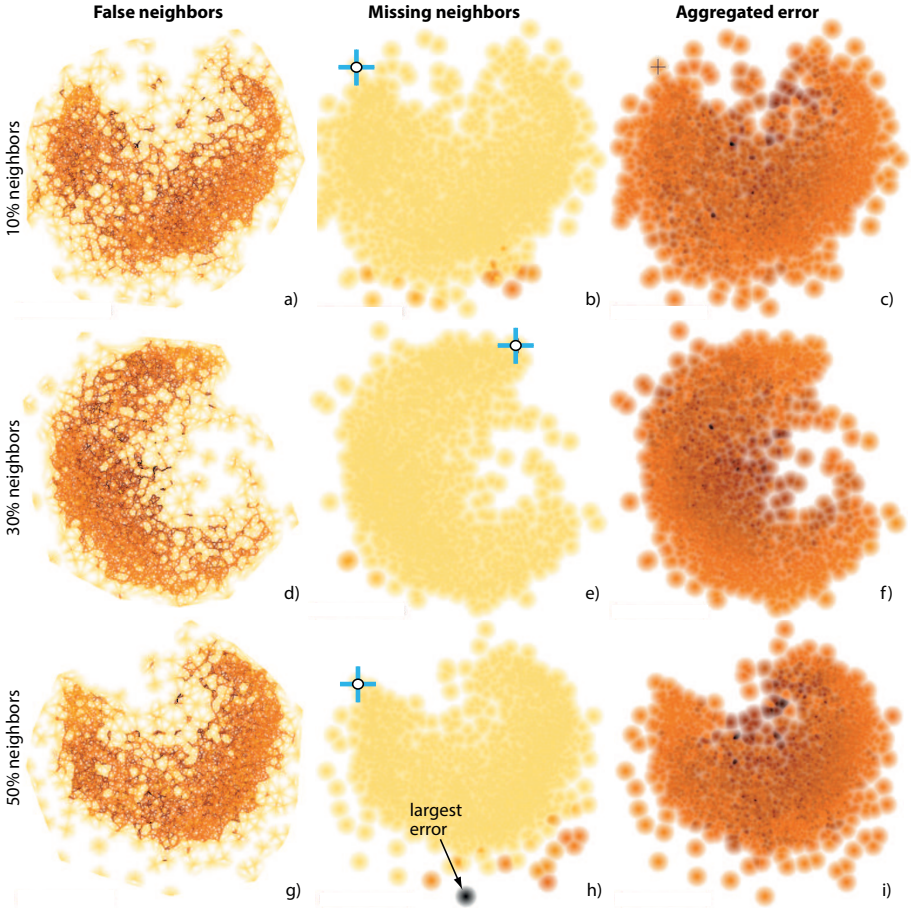 False neighbors
Missing neighbors
Aggregated error
10% neighbors
a)
b)
c)
30% neighbors
d)
e)
f)
50% neighbors
largest
error
g)
h)
i)